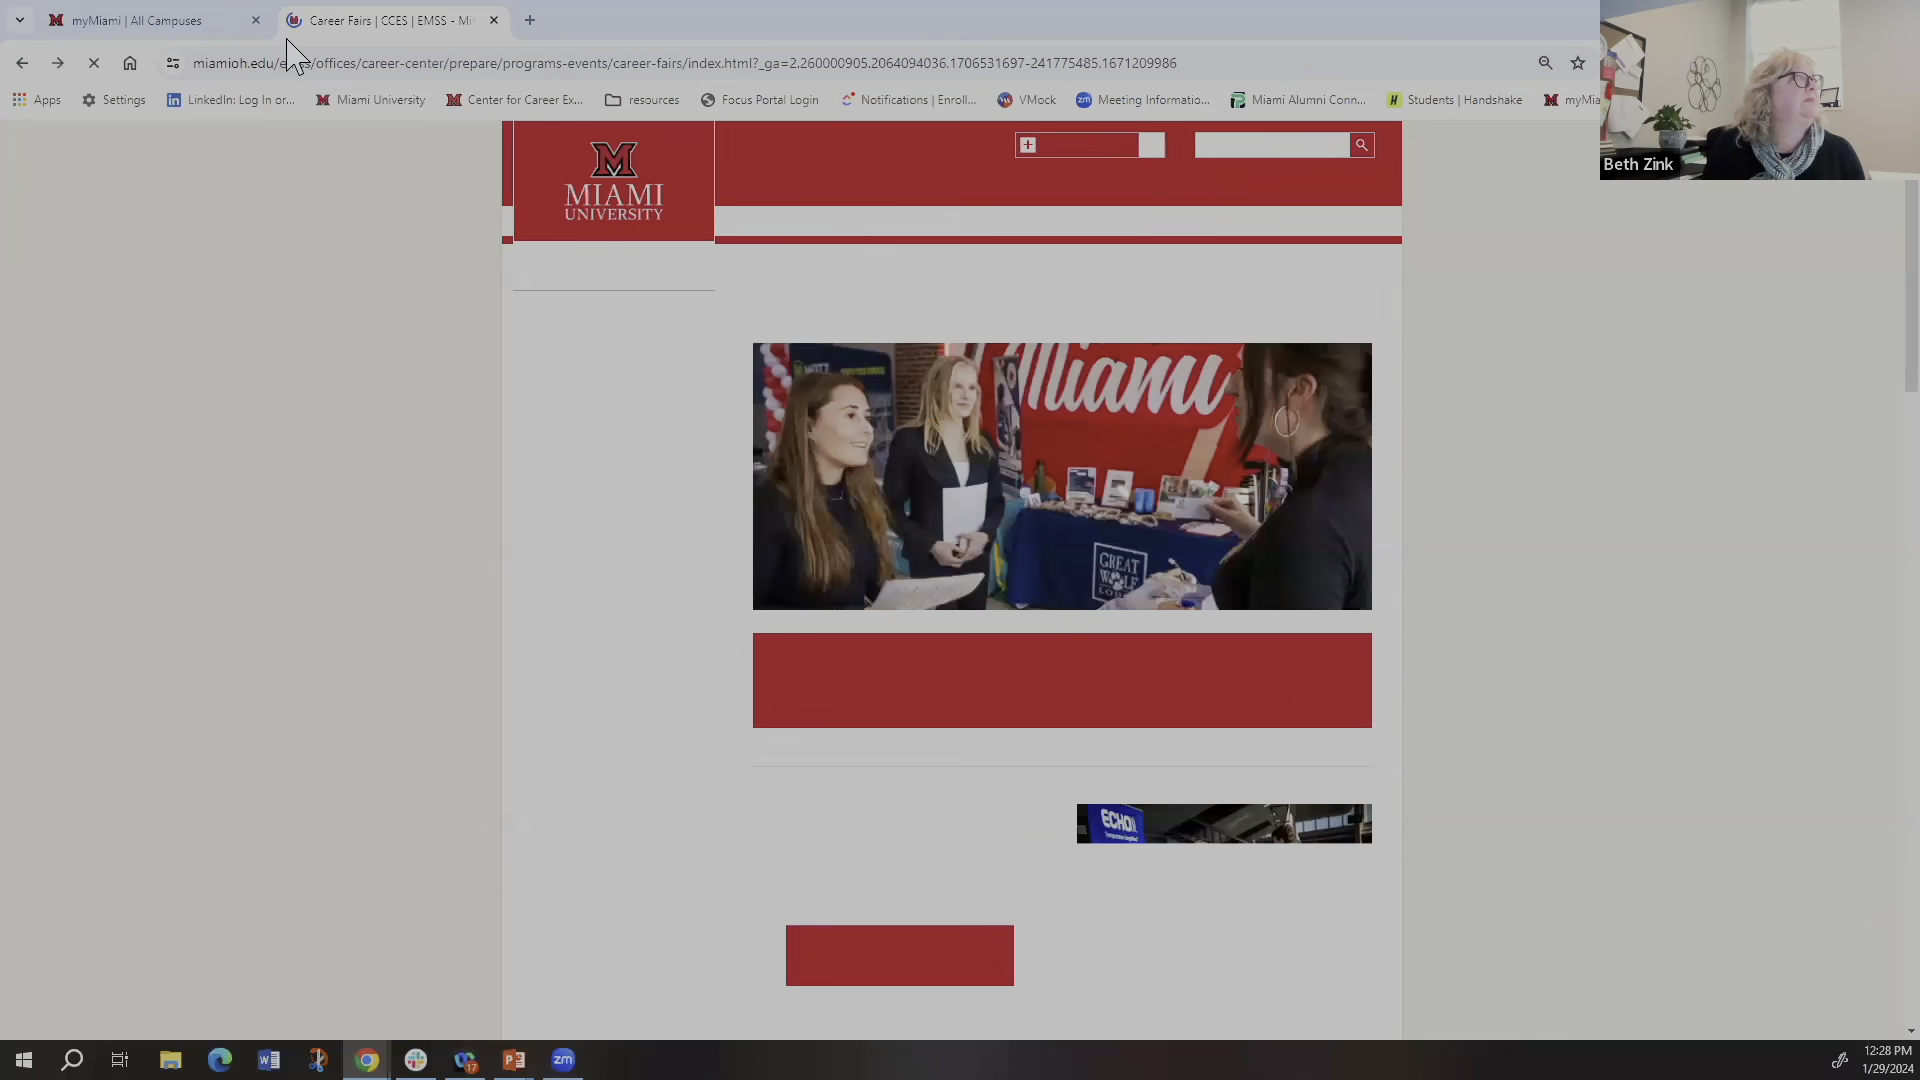 myMiami | All Campuses
Career Fairs | CCES | EMSS - Mi
miamioh.edu/e s/offices/career-center/prepare/programs-events/career-fairs/index.html?_ga=2.260000905.2064094036.1706531697-241775485.1671209986
Apps
Settings
LinkedIn: Log In or...
Miami University
Center for Career Ex...
resources
Focus Portal Login
Notifications | Enroll...
VMock
Meeting Informatio...
Miami Alumni Conn...
Students | Handshake
myMia
Beth Zink
M
MIAMI
UNIVERSITY
Miami
GREAT
WOLF
ECHO
zm
17
12:28 PM
1/29/2024